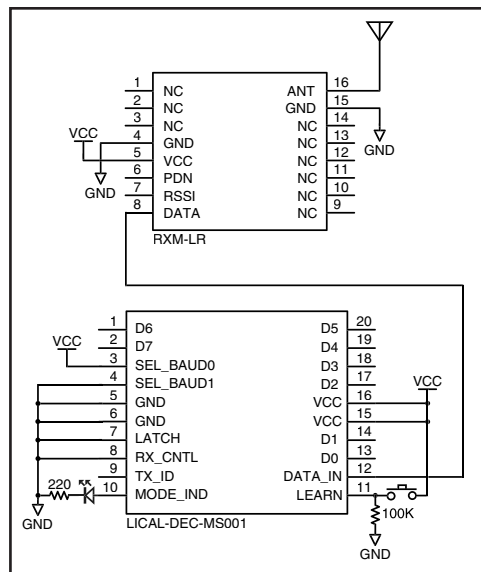 1 NC ANT 16
2 NC GND 15
3 NC NC 14
VCC 4 GND NC 13 GND
5 VCC NC 12
GND 6 PDN NC 11
7 RSSI NC 10
8 DATA NC 9
RXM-LR
1 D6 D5 20
VCC 2 D7 D4 19 VCC
3 SEL_BAUD0 D3 18
4 SEL_BAUD1 D2 17
5 GND VCC 16
6 GND VCC 15
7 LATCH D1 14
8 RX_CNTL D0 13
220 9 TX_ID DATA_IN 12
10 MODE_IND LEARN 11
GND LICAL-DEC-MS001 100K
GND